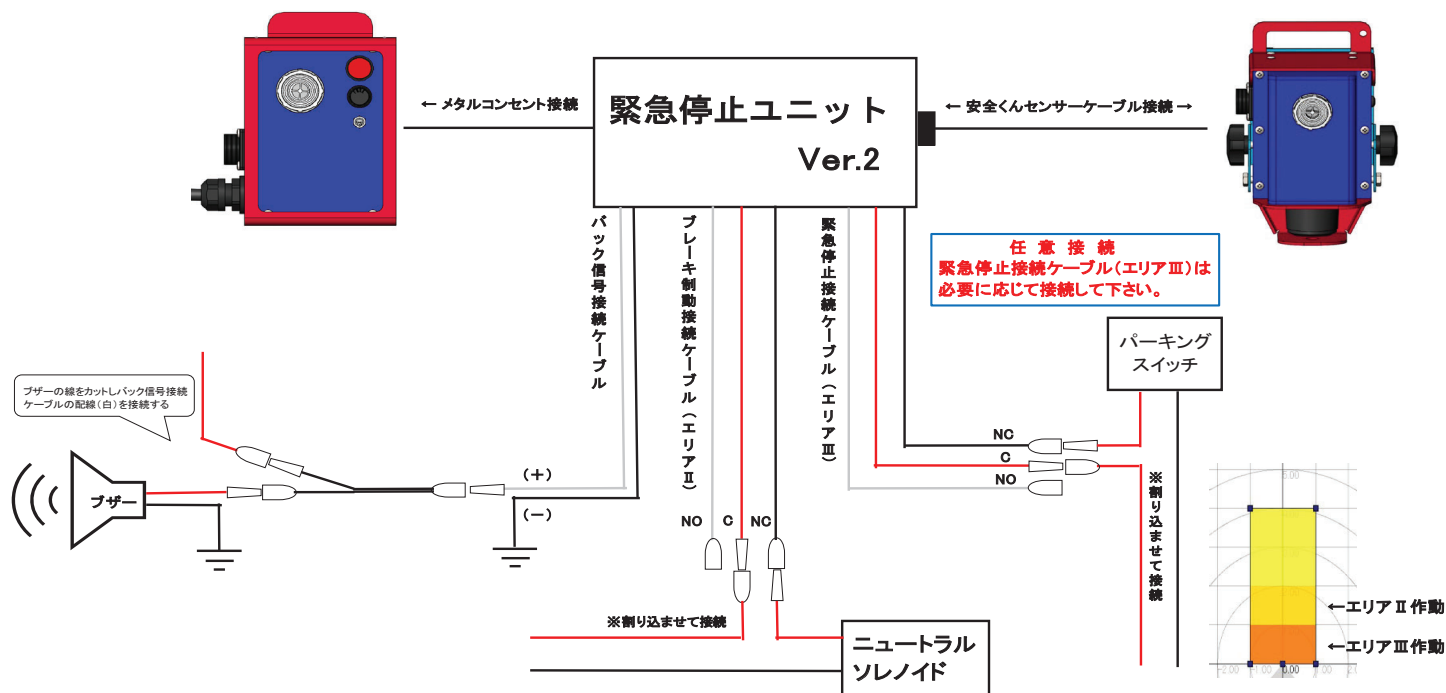 ← メタルコンセント接続
緊急停止ユニット
Ver.2
← 安全くんセンサーケーブル接続 →
バック信号接続ケーブル
ブレーキ制動接続ケーブル（エリアⅡ）
緊急停止接続ケーブル（エリアⅢ）
任 意 接 続
緊急停止接続ケーブル（エリアⅢ）は
必要に応じて接続して下さい。
パーキング
スイッチ
ブザーの線をカットしバック信号接続
ケーブルの配線（白）を接続する
ブザー
（＋）
（－）
NO C NC
NC
C
NO
※割り込ませて接続
※割り込ませて接続
ニュートラル
ソレノイド
5.00
←エリアⅡ作動
←エリアⅢ作動
-2.00 -1.00 0.00 1.00